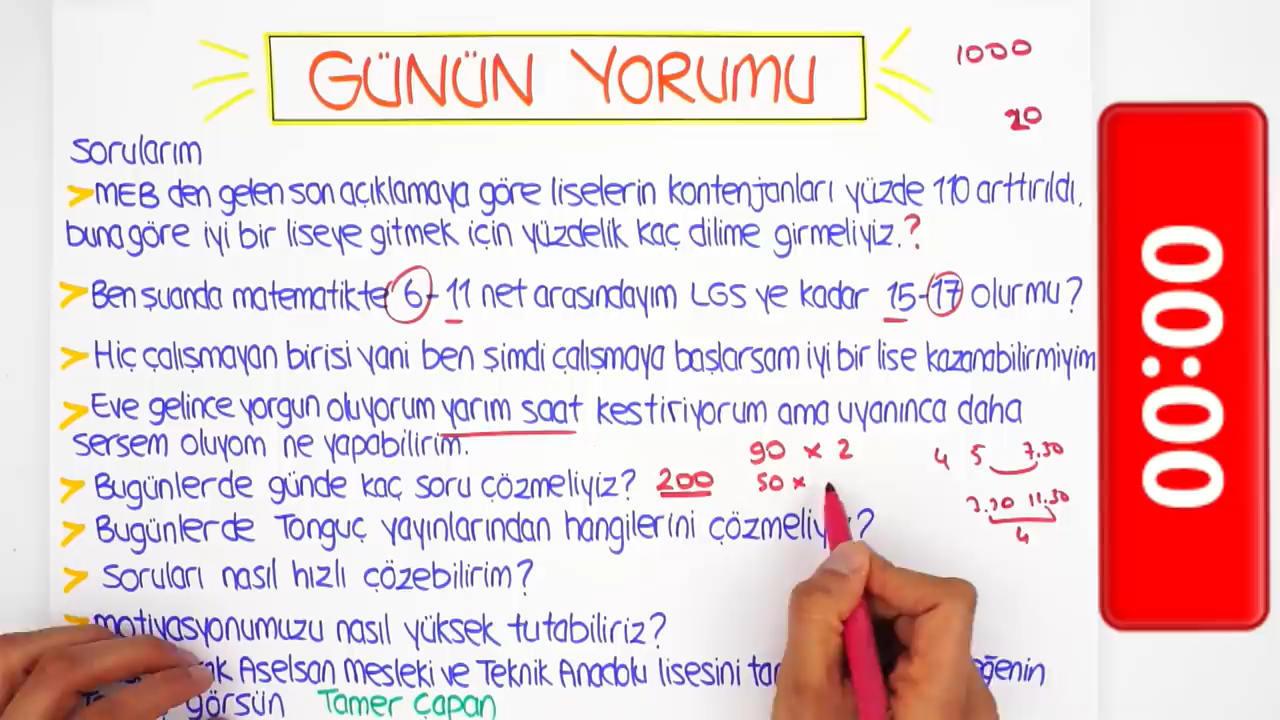 GÜNÜN YORUMU
1000
20
Sorularım
➤MEB den gelen son açıklamaya göre liselerin kontenjanları yüzde 110 arttırıldı.
buna göre iyi bir liseye gitmek için yüzdelik kaç dilime girmeliyiz.?
➤Ben şuanda matematikte 6-11 net arasındayım LGS ye kadar 15-17 olurmu?
➤Hiç çalışmayan birisi yani ben şimdi çalışmaya başlarsam iyi bir lise kazanabilirmiyim
➤Eve gelince yorgun oluyorum yarım saat kestiriyorum ama uyanınca daha
sersem oluyom ne yapabilirim.
90 x 2
4 5 7.30
➤Bugünlerde günde kaç soru çözmeliyiz? 200
50 x
11.30
4
➤Bugünlerde Tonguç yayınlarından hangilerini ?
➤Soruları nasıl hızlı çözebilirim?
➤motivasyonumuzu nasıl yüksek tutabiliriz?
Aselsan Mesleki ve Teknik Anadolu lisesini
görsün Tamer Çapan
00:00